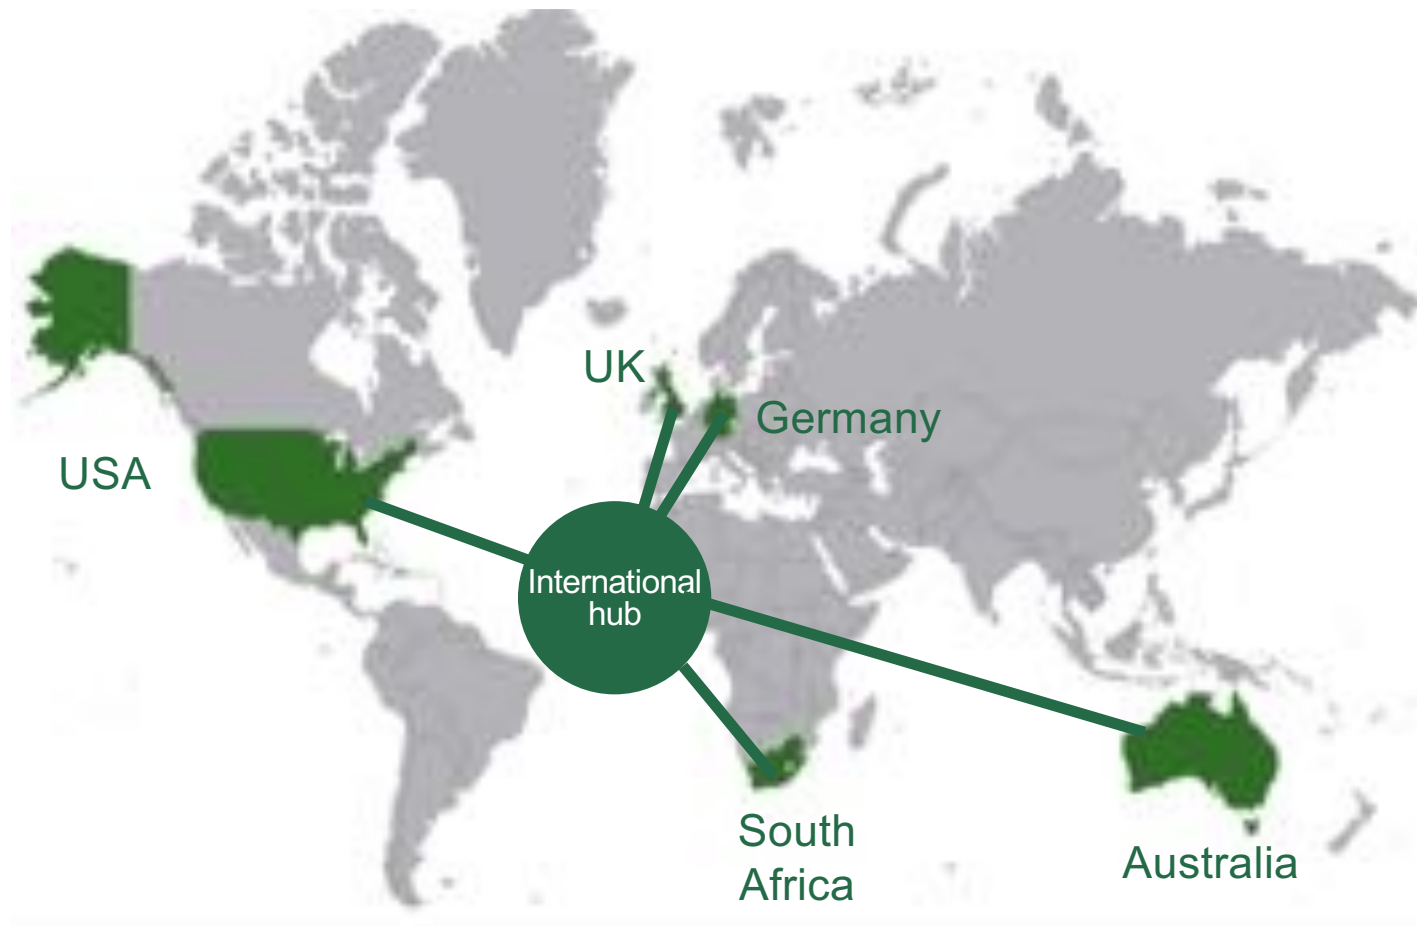 UK
Germany
USA
International
hub
South
Africa
Australia